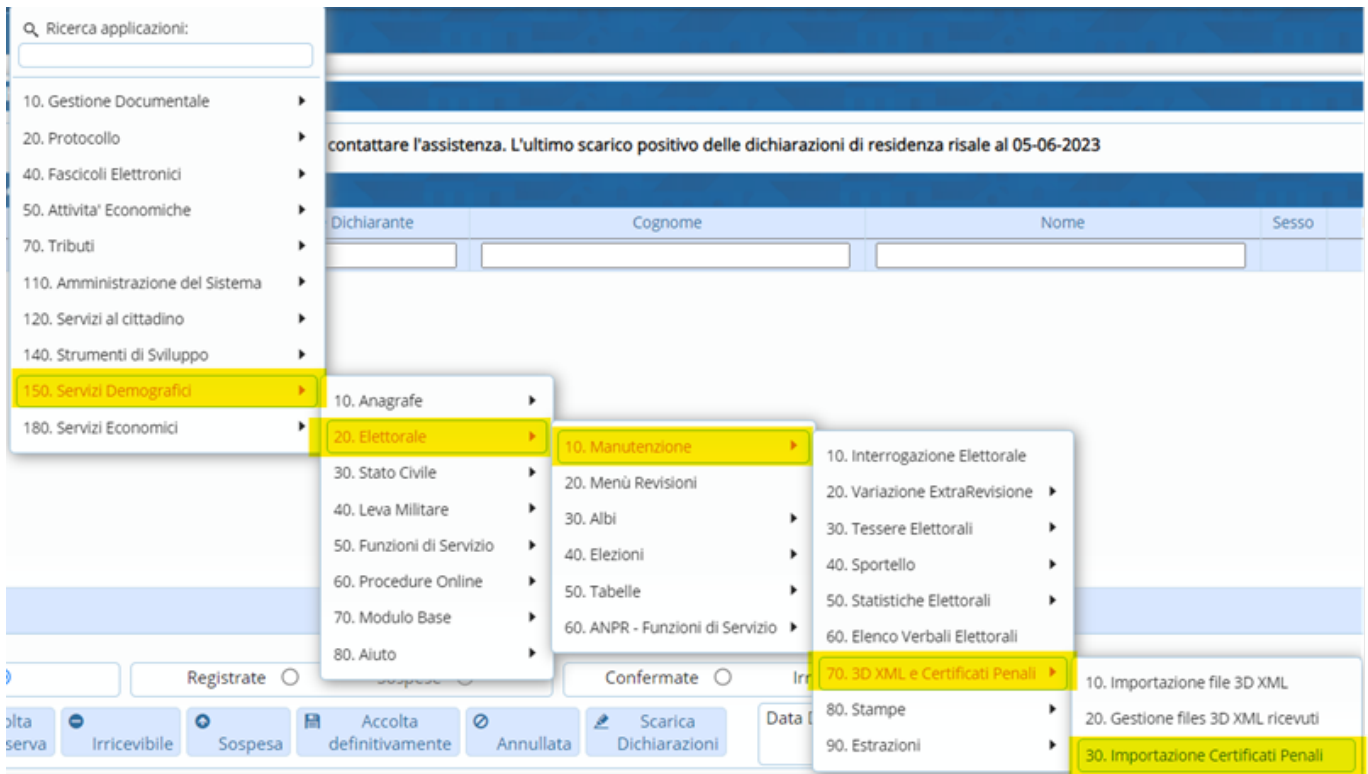 Ricerca applicazioni:
10. Gestione Documentale
20. Protocollo
40. Fascicoli Elettronici
50. Attivita' Economiche
70. Tributi
110. Amministrazione del Sistema
120. Servizi al cittadino
140. Strumenti di Sviluppo
150. Servizi Demografici
180. Servizi Economici
contattare l'assistenza. L'ultimo scarico positivo delle dichiarazioni di residenza risale al 05-06-2023
Dichiarante Cognome Nome Sesso
10. Anagrafe
20. Elettorale
30. Stato Civile
40. Leva Militare
50. Funzioni di Servizio
60. Procedure Online
70. Modulo Base
80. Aiuto
10. Manutenzione
20. Menù Revisioni
30. Albi
40. Elezioni
50. Tabelle
60. ANPR - Funzioni di Servizio
10. Interrogazione Elettorale
20. Variazione ExtraRevisione
30. Tessere Elettorali
40. Sportello
50. Statistiche Elettorali
60. Elenco Verbali Elettorali
70. 3D XML e Certificati Penali
80. Stampe
90. Estrazioni
10. Importazione file 3D XML
20. Gestione files 3D XML ricevuti
30. Importazione Certificati Penali
Registrate Confermate
Irricevibile
Sospesa
Accolta
definitivamente
Annullata
Scarica
Dichiarazioni
Data